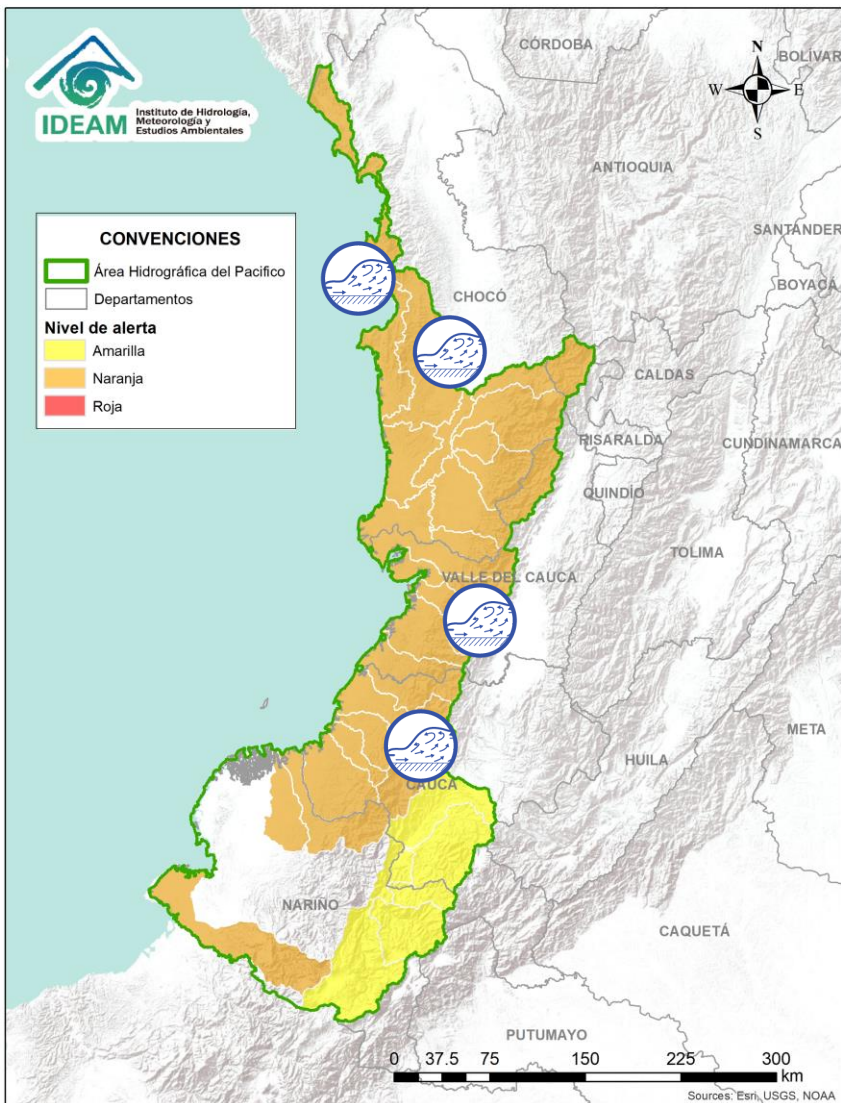 IDEAM
Instituto de Hidrología,
Meteorología y
Estudios Ambientales
N
W
E
S
CÓRDOBA
BOLÍVAR
ANTIOQUIA
SANTANDER
BOYACÁ
CHOCÓ
CALDAS
RISARALDA
CUNDINAMARCA
QUINDÍO
TOLIMA
VALLE DEL CAUCA
META
HUILA
CAUCA
NARIÑO
CAQUETÁ
PUTUMAYO
CONVENCIONES
Área Hidrográfica del Pacifico
Departamentos
Nivel de alerta
Amarilla
Naranja
Roja
0 37.5 75 150 225 300
km
Sources: Esri, USGS, NOAA